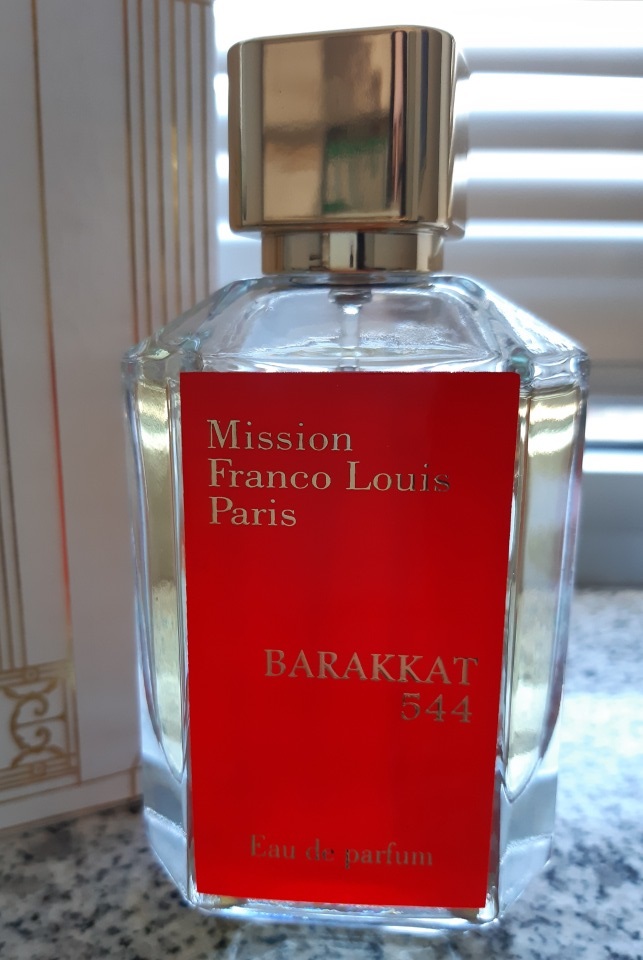 Mission
Franco Louis
Paris
BARAKKAT
544
Eau de parfum